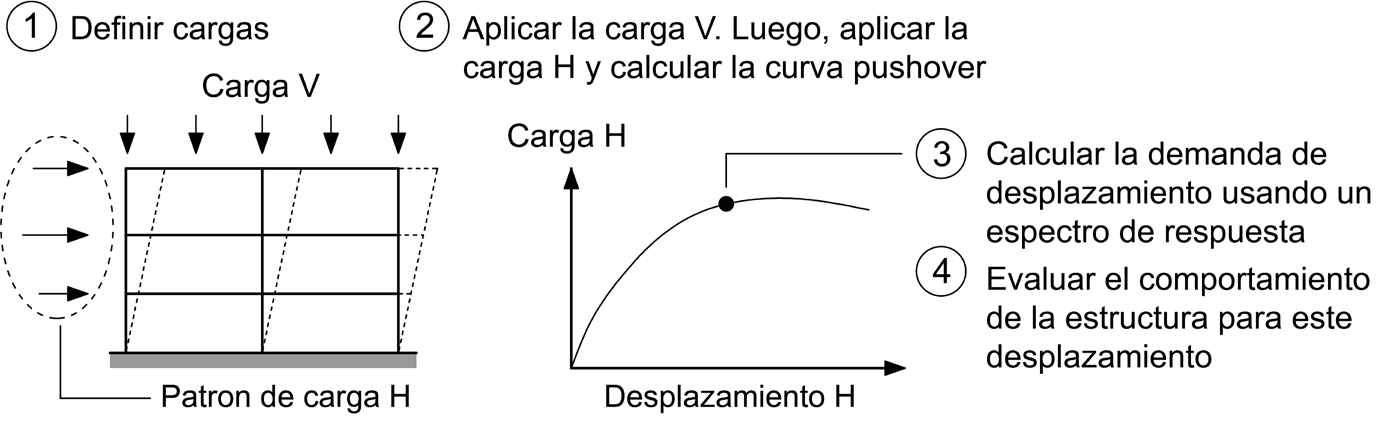 1 Definir cargas
2 Aplicar la carga V. Luego, aplicar la
carga H y calcular la curva pushover
Carga V
Patron de carga H
Carga H
Desplazamiento H
3 Calcular la demanda de
desplazamiento usando un
espectro de respuesta
4 Evaluar el comportamiento
de la estructura para este
desplazamiento